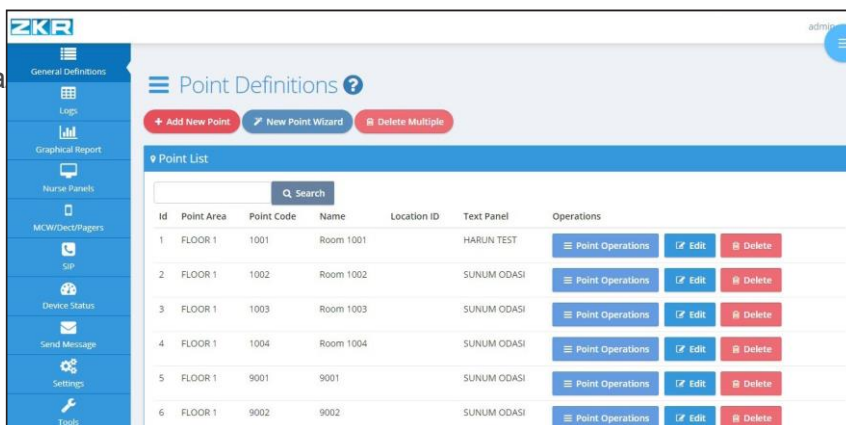 ZKR
admin
General Definitions
Logs
Graphical Report
Nurse Panels
MCW/Dect/Pagers
SIP
Device Status
Send Message
Settings
Tools
a
Point Definitions ?
+ Add New Point New Point Wizard Delete Multiple
Point List
Search
Id Point Area Point Code Name Location ID Text Panel Operations
1 FLOOR 1 1001 Room 1001 HARUN TEST Point Operations Edit Delete
2 FLOOR 1 1002 Room 1002 SUNUM ODASI Point Operations Edit Delete
3 FLOOR 1 1003 Room 1003 SUNUM ODASI Point Operations Edit Delete
4 FLOOR 1 1004 Room 1004 SUNUM ODASI Point Operations Edit Delete
5 FLOOR 1 9001 9001 SUNUM ODASI Point Operations Edit Delete
6 FLOOR 1 9002 9002 SUNUM ODASI Point Operations Edit Delete